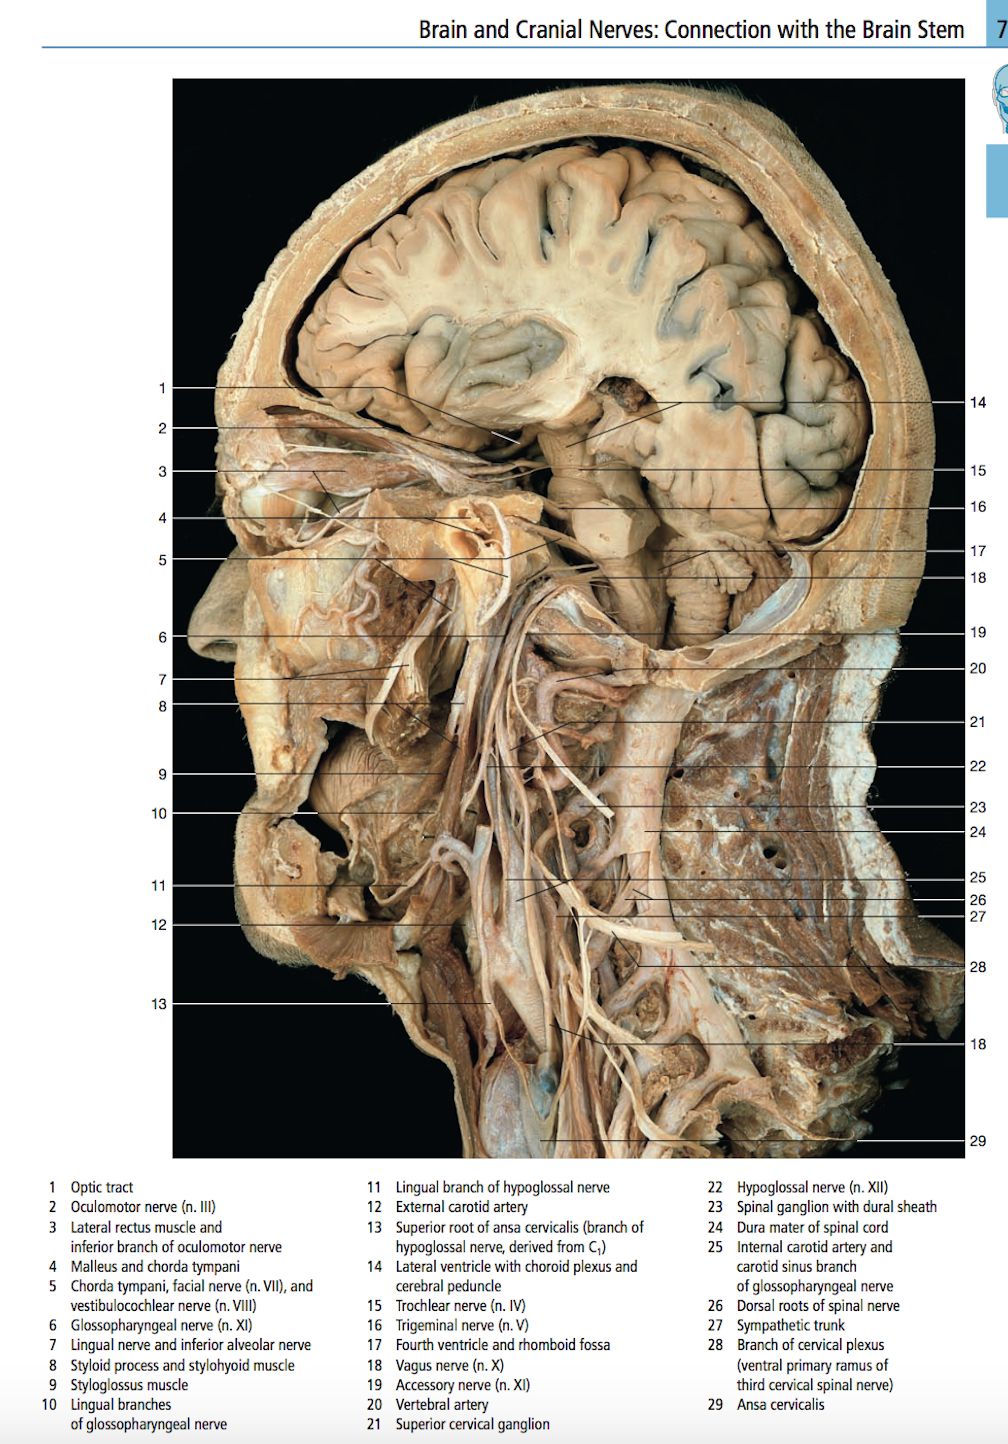 Brain and Cranial Nerves: Connection with the Brain Stem 7
1
2
3
4
5
6
7
8
9
10
11
12
13
14
15
16
17
18
19
20
21
22
23
24
25
26
27
28
18
29
1 Optic tract
2 Oculomotor nerve (n. III)
3 Lateral rectus muscle and
inferior branch of oculomotor nerve
4 Malleus and chorda tympani
5 Chorda tympani, facial nerve (n. VII), and
vestibulocochlear nerve (n. VIII)
6 Glossopharyngeal nerve (n. XI)
7 Lingual nerve and inferior alveolar nerve
8 Styloid process and stylohyoid muscle
9 Styloglossus muscle
10 Lingual branches
of glossopharyngeal nerve
11 Lingual branch of hypoglossal nerve
12 External carotid artery
13 Superior root of ansa cervicalis (branch of
hypoglossal nerve, derived from C1)
14 Lateral ventricle with choroid plexus and
cerebral peduncle
15 Trochlear nerve (n. IV)
16 Trigeminal nerve (n. V)
17 Fourth ventricle and rhomboid fossa
18 Vagus nerve (n. X)
19 Accessory nerve (n. XI)
20 Vertebral artery
21 Superior cervical ganglion
22 Hypoglossal nerve (n. XII)
23 Spinal ganglion with dural sheath
24 Dura mater of spinal cord
25 Internal carotid artery and
carotid sinus branch
of glossopharyngeal nerve
26 Dorsal roots of spinal nerve
27 Sympathetic trunk
28 Branch of cervical plexus
(ventral primary ramus of
third cervical spinal nerve)
29 Ansa cervicalis